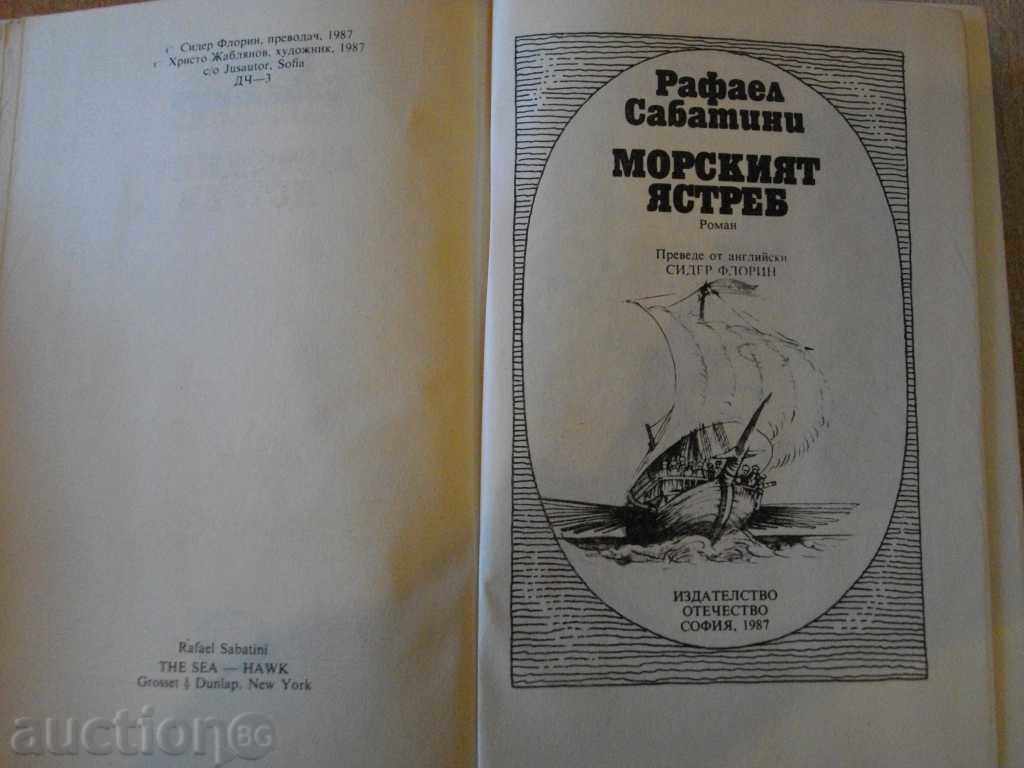 © Сидер Флорин, преводач, 1987
© Христо Жаблянов, художник, 1987
c/o Jusautor, Sofia
ДЧ—3
Rafael Sabatini
THE SEA — HAWK
Grosset & Dunlap, New York
Рафаел
Сабатини
МОРСКИЯТ
ЯСТРЕБ
Роман
Преведе от английски
СИДЕР ФЛОРИН
ИЗДАТЕЛСТВО
ОТЕЧЕСТВО
СОФИЯ, 1987
auctionBG